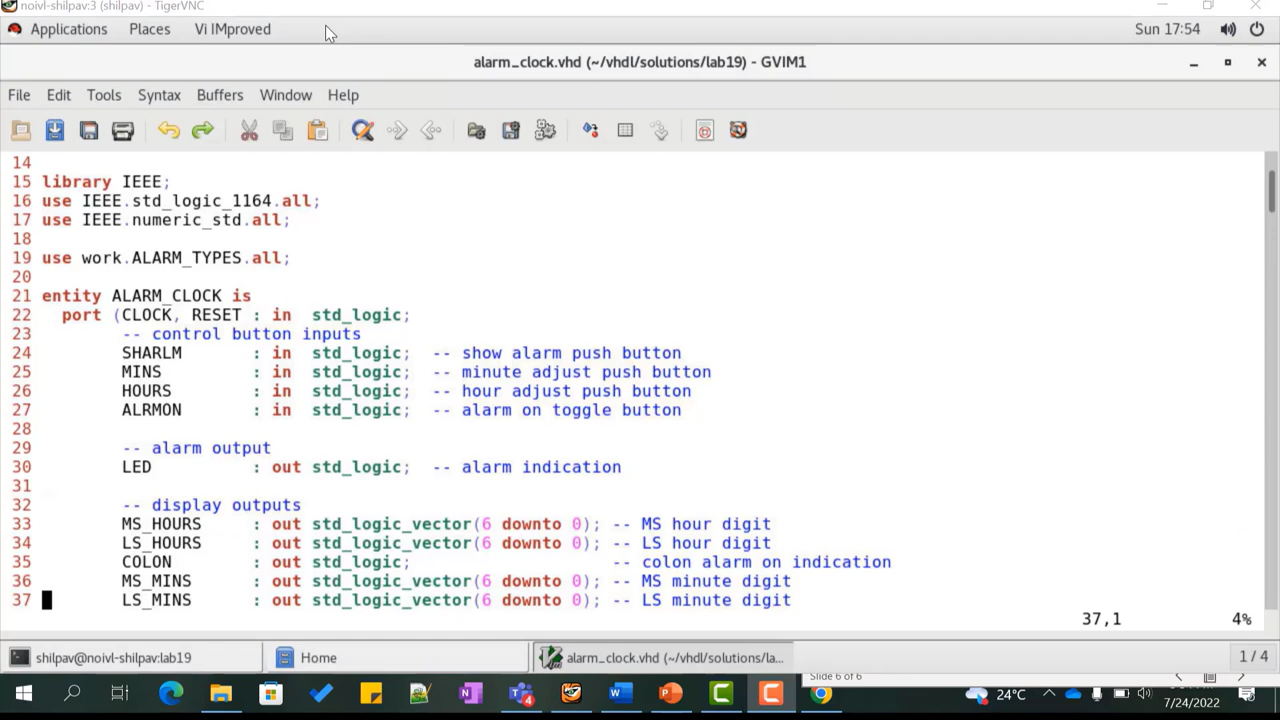 noivl-shilpav:3 (shilpav) - TigerVNC
Applications Places Vi IMproved Sun 17:54
alarm_clock.vhd (~/vhdl/solutions/lab19) - GVIM1
File Edit Tools Syntax Buffers Window Help
14
15 library IEEE;
16 use IEEE.std_logic_1164.all;
17 use IEEE.numeric_std.all;
18
19 use work.ALARM_TYPES.all;
20
21 entity ALARM_CLOCK is
22 port (CLOCK, RESET : in std_logic;
23 -- control button inputs
24 SHARLM : in std_logic; -- show alarm push button
25 MINS : in std_logic; -- minute adjust push button
26 HOURS : in std_logic; -- hour adjust push button
27 ALRMON : in std_logic; -- alarm on toggle button
28
29 -- alarm output
30 LED : out std_logic; -- alarm indication
31
32 -- display outputs
33 MS_HOURS : out std_logic_vector(6 downto 0); -- MS hour digit
34 LS_HOURS : out std_logic_vector(6 downto 0); -- LS hour digit
35 COLON : out std_logic; -- colon alarm on indication
36 MS_MINS : out std_logic_vector(6 downto 0); -- MS minute digit
37 LS_MINS : out std_logic_vector(6 downto 0); -- LS minute digit
37,1 4%
shilpav@noivl-shilpav:lab19 Home alarm_clock.vhd (~/vhdl/solutions/la... 1 / 4
Slide 6 of 6
24°C
7/24/2022